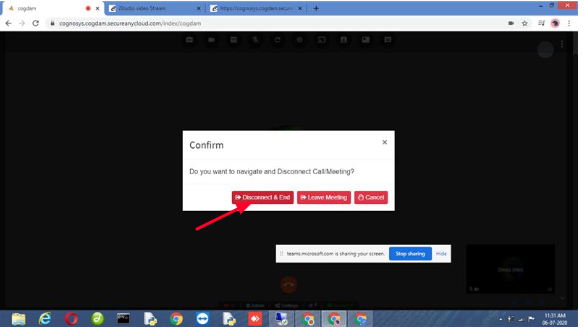 cogdam
iStudio video Stream
https://cognosys.cogdam.secur
cognosys.cogdam.secureanycloud.com/index/cogdam
Confirm
×
Do you want to navigate and Disconnect Call/Meeting?
Disconnect & End
Leave Meeting
Cancel
teams.microsoft.com is sharing your screen.
Stop sharing
Hide
11:31 AM
06-07-2020